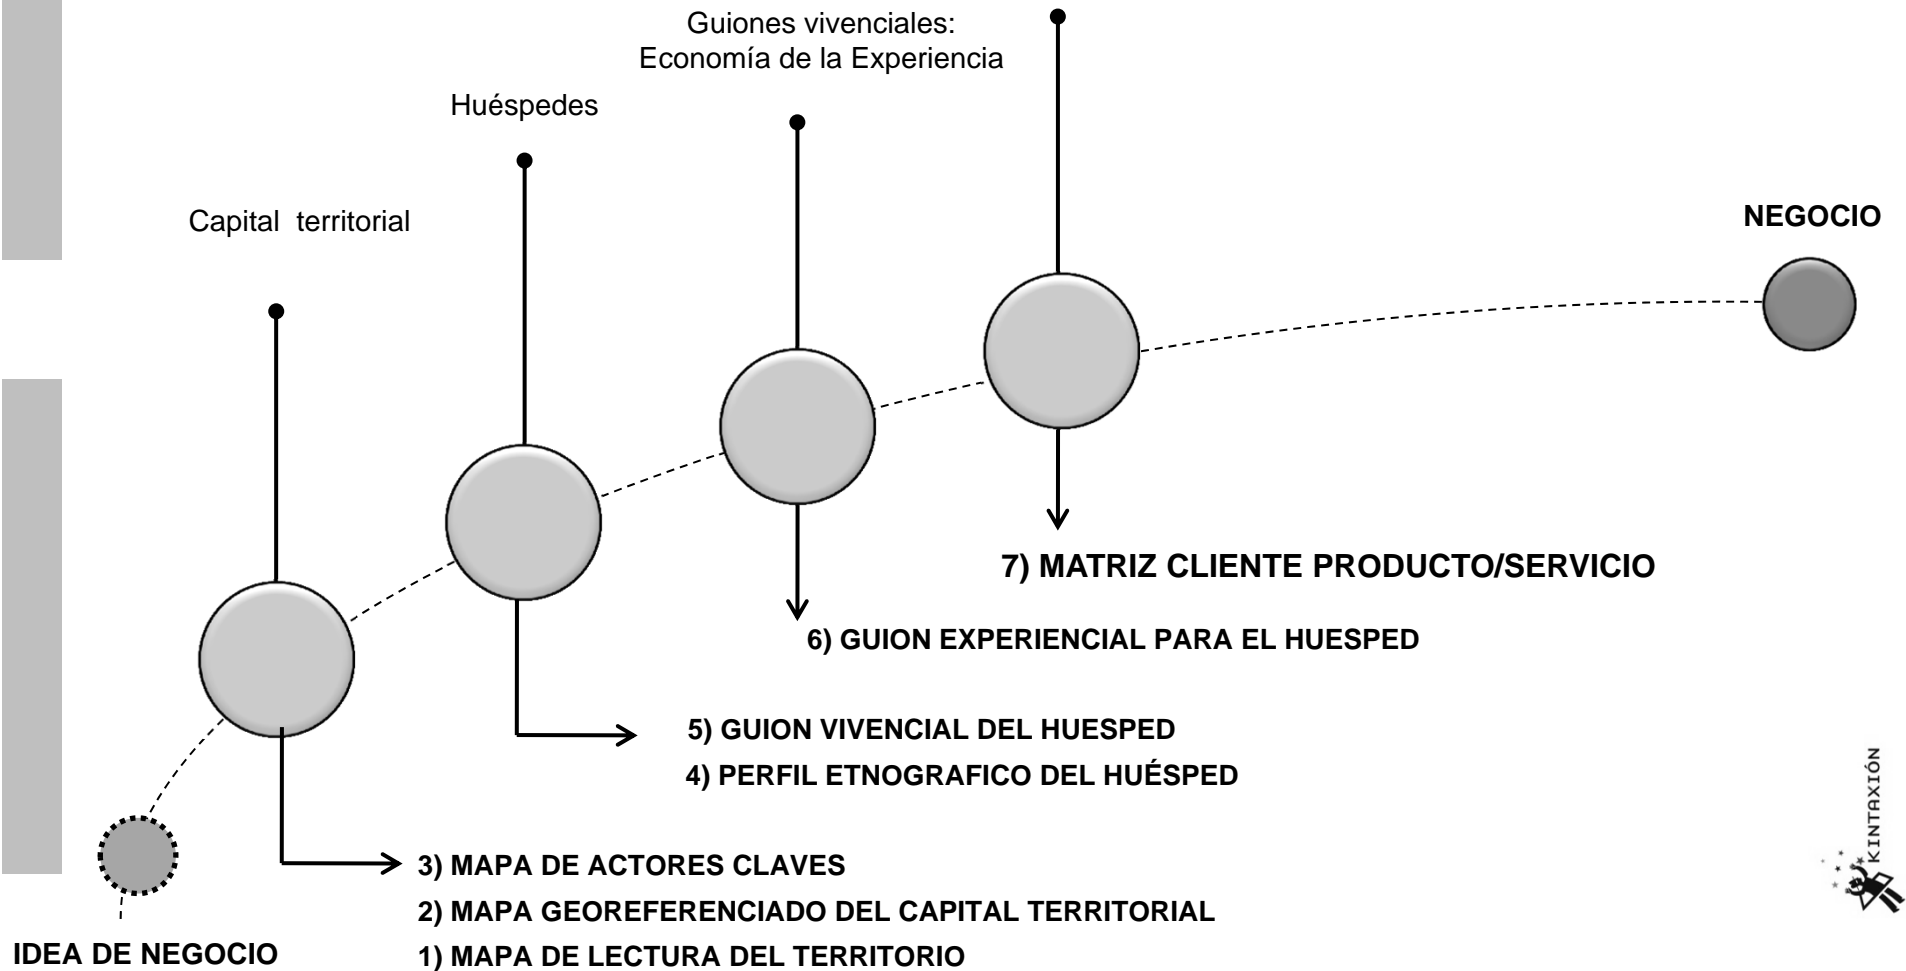 Guiones vivenciales:
Economía de la Experiencia
Huéspedes
Capital territorial
NEGOCIO
7) MATRIZ CLIENTE PRODUCTO/SERVICIO
6) GUION EXPERIENCIAL PARA EL HUESPED
5) GUION VIVENCIAL DEL HUESPED
4) PERFIL ETNOGRAFICO DEL HUÉSPED
3) MAPA DE ACTORES CLAVES
2) MAPA GEOREFERENCIADO DEL CAPITAL TERRITORIAL
1) MAPA DE LECTURA DEL TERRITORIO
IDEA DE NEGOCIO
KINTAXIÓN